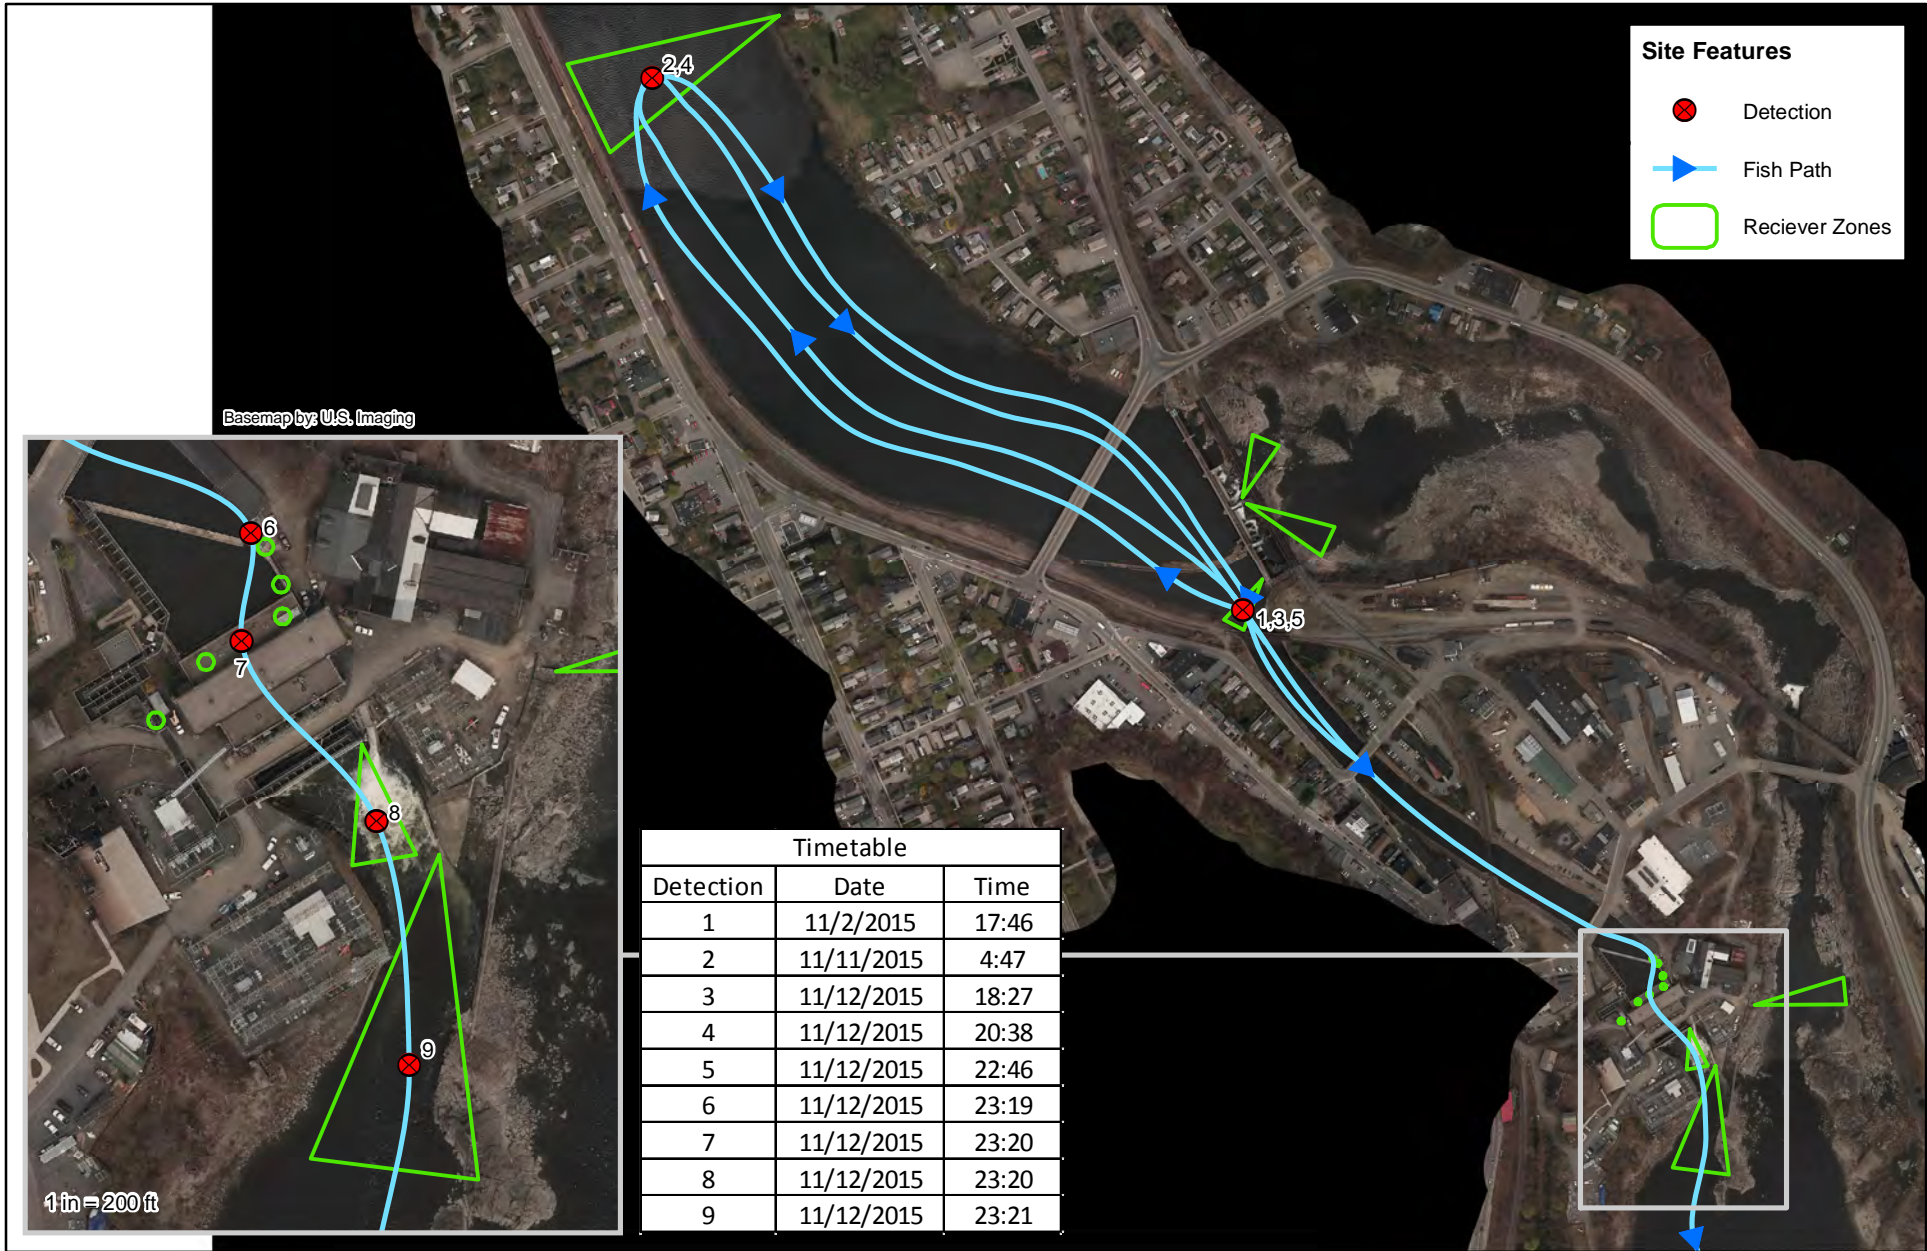 Site Features
Detection
Fish Path
Reciever Zones
2,4
1,3,5
Basemap by: U.S. Imaging
6
7
8
9
1 in = 200 ft
Timetable
Detection Date Time
1 11/2/2015 17:46
2 11/11/2015 4:47
3 11/12/2015 18:27
4 11/12/2015 20:38
5 11/12/2015 22:46
6 11/12/2015 23:19
7 11/12/2015 23:20
8 11/12/2015 23:20
9 11/12/2015 23:21